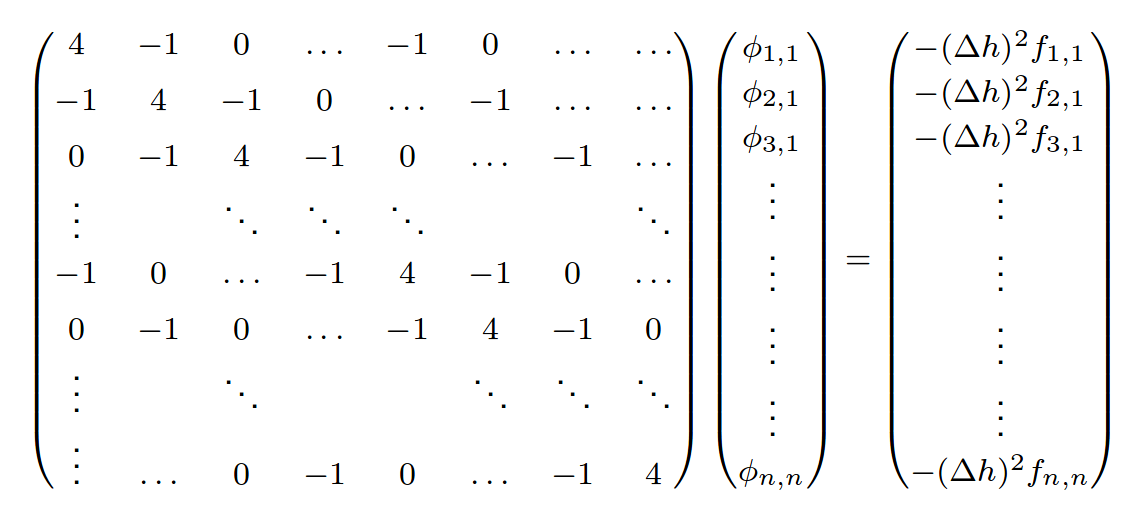 4 −1 0 … −1 0 … … ϕ1,1 −(Δh)²f1,1
−1 4 −1 0 … −1 … … ϕ2,1 −(Δh)²f2,1
0 −1 4 −1 0 … −1 … ϕ3,1 −(Δh)²f3,1
⋮ ⋱ ⋱ ⋱ ⋱ ⋮ ⋮
−1 0 … −1 4 −1 0 … ⋮ = ⋮
0 −1 0 … −1 4 −1 0 ⋮ ⋮
⋮ ⋱ ⋱ ⋱ ⋱ ⋮ ⋮
⋮ … 0 −1 0 … −1 4 ϕn,n −(Δh)²fn,n